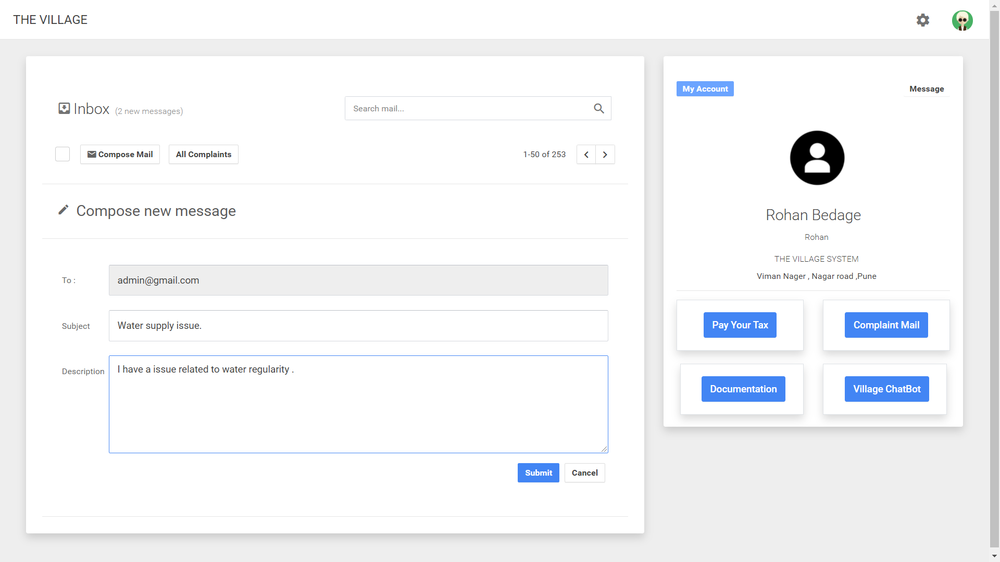 THE VILLAGE
Inbox (2 new messages)
Search mail...
Compose Mail
All Complaints
1-50 of 253
Compose new message
To :
admin@gmail.com
Subject
Water supply issue.
Description
I have a issue related to water regularity .
Submit
Cancel
My Account
Message
Rohan Bedage
Rohan
THE VILLAGE SYSTEM
Viman Nager , Nagar road ,Pune
Pay Your Tax
Complaint Mail
Documentation
Village ChatBot